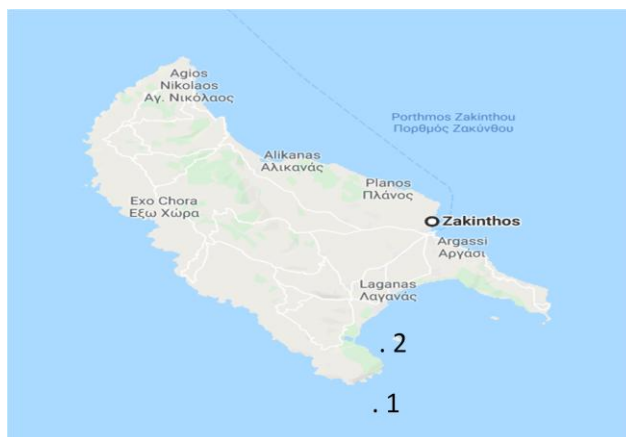 Agios
Nikolaos
Αγ. Νικόλαος
Porthmos Zakinthou
Πορθμός Ζακύνθου
Alikanas
Αλικανάς
Planos
Πλάνος
Exo Chora
Εξω Χώρα
Zakinthos
Argassi
Αργάσι
Laganas
Λαγανάς
. 2
. 1